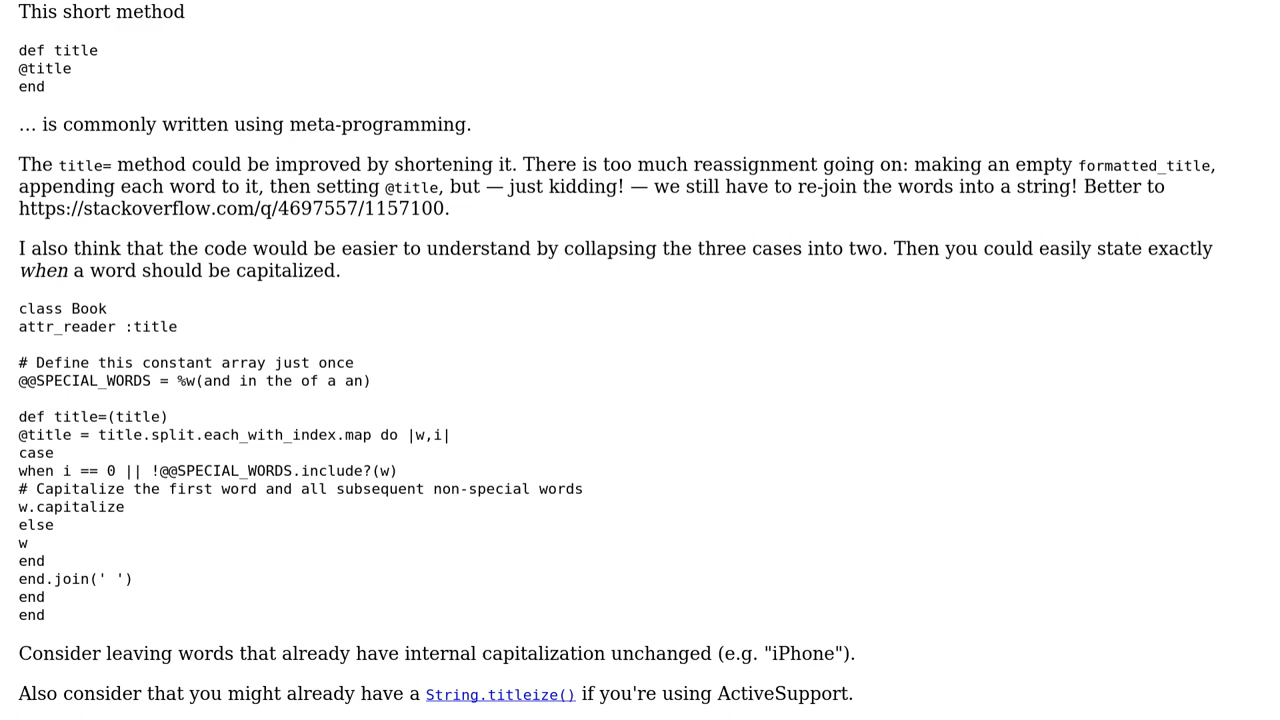 This short method
def title
@title
end
… is commonly written using meta-programming.
The title= method could be improved by shortening it. There is too much reassignment going on: making an empty formatted_title,
appending each word to it, then setting @title, but — just kidding! — we still have to re-join the words into a string! Better to
https://stackoverflow.com/q/4697557/1157100.
I also think that the code would be easier to understand by collapsing the three cases into two. Then you could easily state exactly
when a word should be capitalized.
class Book
attr_reader :title
# Define this constant array just once
@@SPECIAL_WORDS = %w(and in the of a an)
def title=(title)
@title = title.split.each_with_index.map do |w,i|
case
when i == 0 || !@@SPECIAL_WORDS.include?(w)
# Capitalize the first word and all subsequent non-special words
w.capitalize
else
w
end
end.join(' ')
end
end
Consider leaving words that already have internal capitalization unchanged (e.g. "iPhone").
Also consider that you might already have a String.titleize() if you're using ActiveSupport.